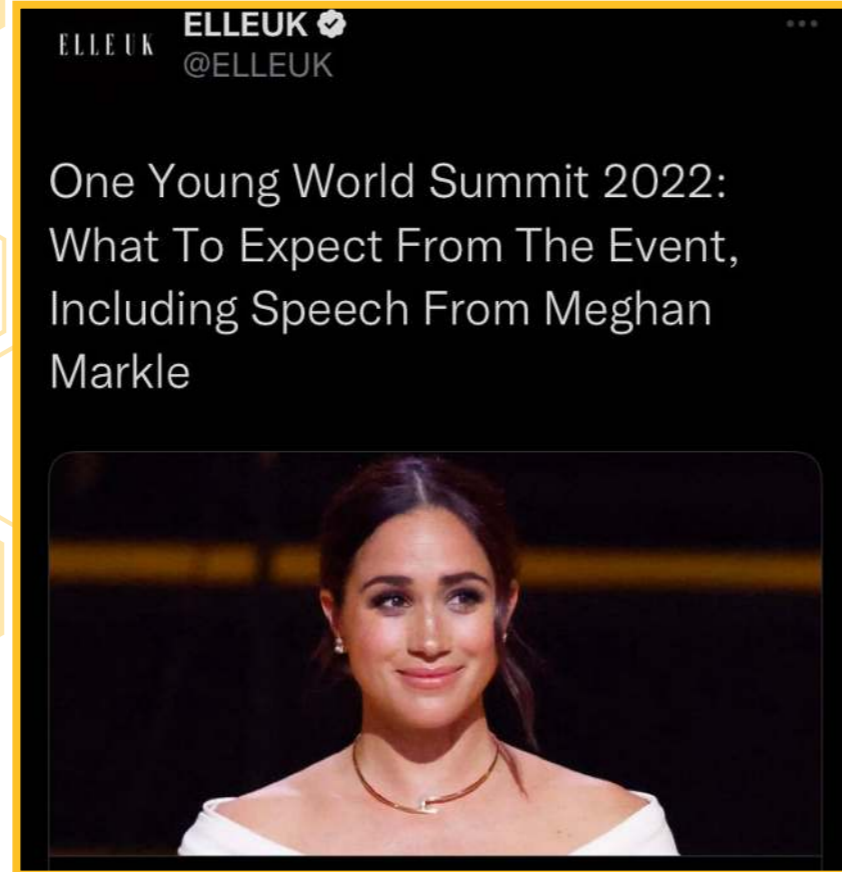 ELLE UK
ELLEUK
@ELLEUK
One Young World Summit 2022:
What To Expect From The Event,
Including Speech From Meghan
Markle